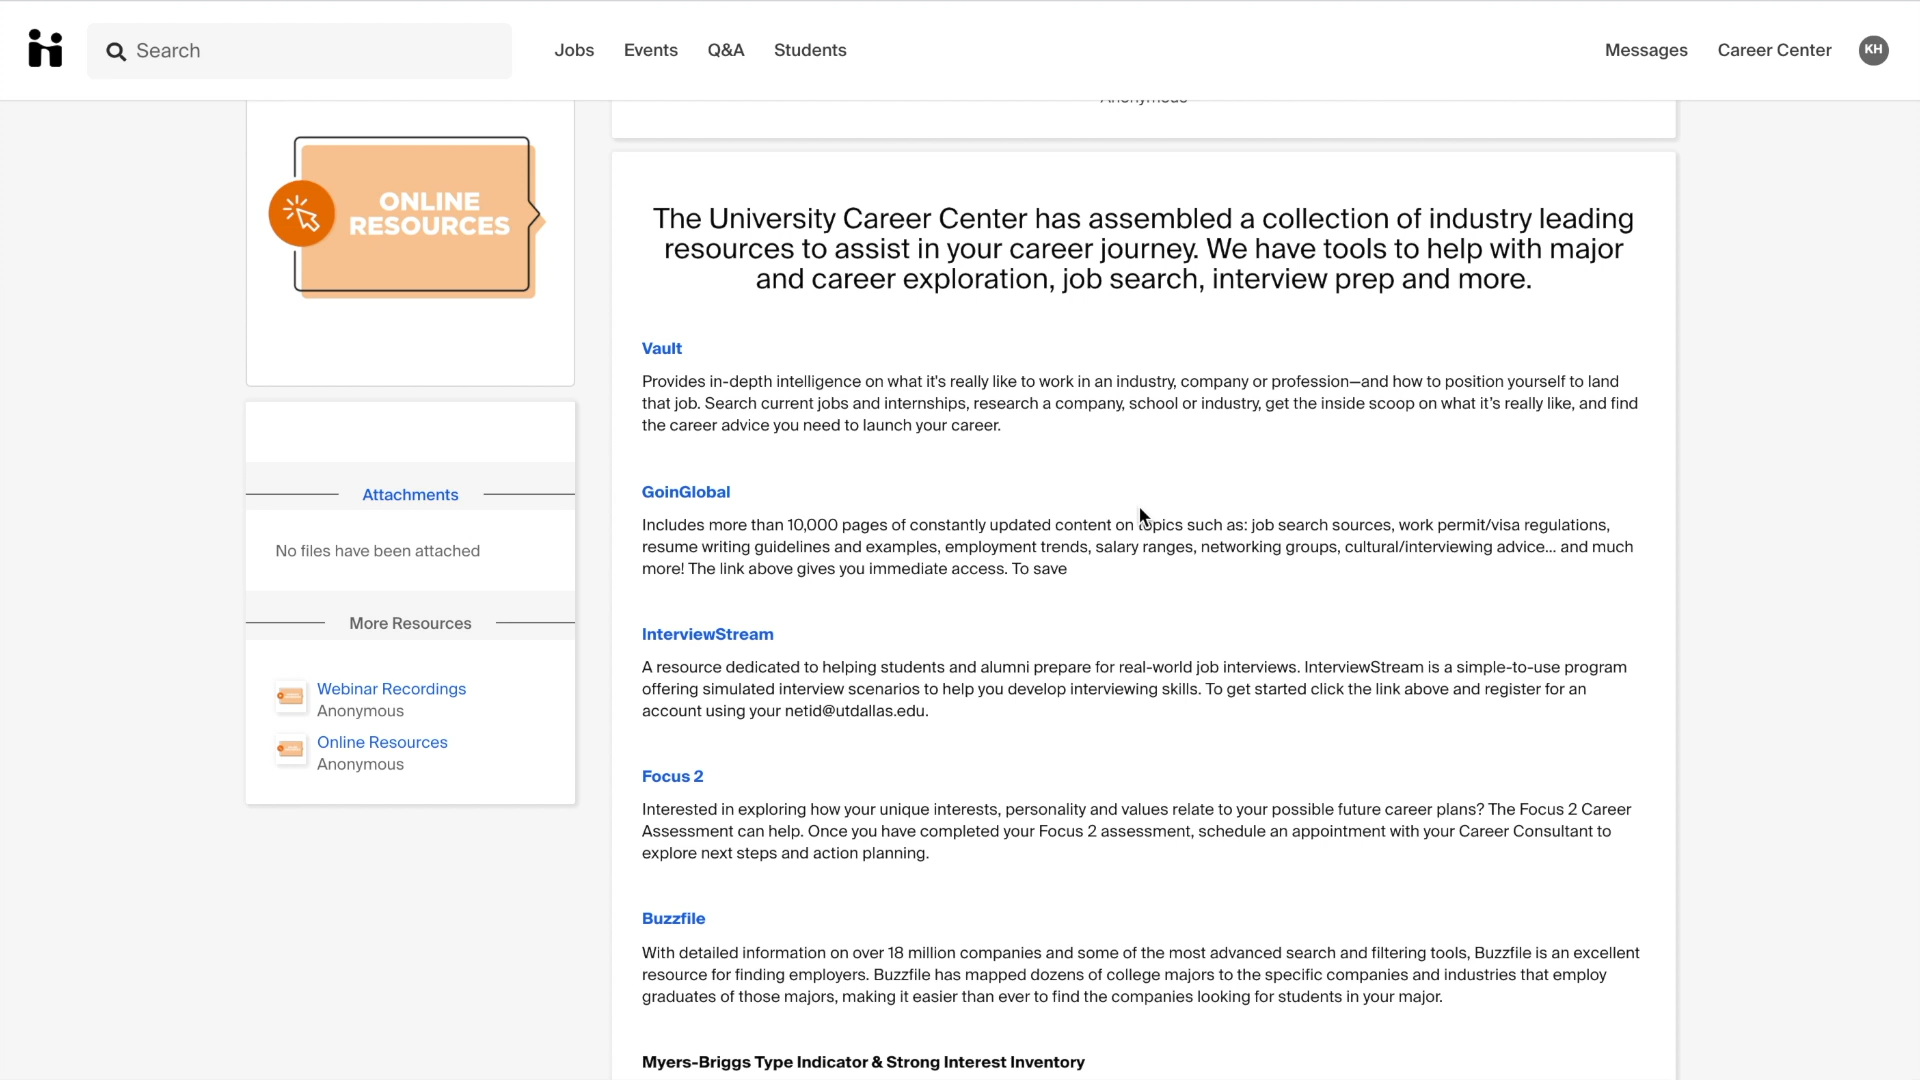 Search
Jobs
Events
Q&A
Students
Messages
Career Center
KH
ONLINE
RESOURCES
Attachments
No files have been attached
More Resources
Webinar Recordings
Anonymous
Online Resources
Anonymous
Anonymous
The University Career Center has assembled a collection of industry leading
resources to assist in your career journey. We have tools to help with major
and career exploration, job search, interview prep and more.
Vault
Provides in-depth intelligence on what it's really like to work in an industry, company or profession—and how to position yourself to land
that job. Search current jobs and internships, research a company, school or industry, get the inside scoop on what it’s really like, and find
the career advice you need to launch your career.
GoinGlobal
Includes more than 10,000 pages of constantly updated content on topics such as: job search sources, work permit/visa regulations,
resume writing guidelines and examples, employment trends, salary ranges, networking groups, cultural/interviewing advice... and much
more! The link above gives you immediate access. To save
InterviewStream
A resource dedicated to helping students and alumni prepare for real-world job interviews. InterviewStream is a simple-to-use program
offering simulated interview scenarios to help you develop interviewing skills. To get started click the link above and register for an
account using your netid@utdallas.edu.
Focus 2
Interested in exploring how your unique interests, personality and values relate to your possible future career plans? The Focus 2 Career
Assessment can help. Once you have completed your Focus 2 assessment, schedule an appointment with your Career Consultant to
explore next steps and action planning.
Buzzfile
With detailed information on over 18 million companies and some of the most advanced search and filtering tools, Buzzfile is an excellent
resource for finding employers. Buzzfile has mapped dozens of college majors to the specific companies and industries that employ
graduates of those majors, making it easier than ever to find the companies looking for students in your major.
Myers-Briggs Type Indicator & Strong Interest Inventory